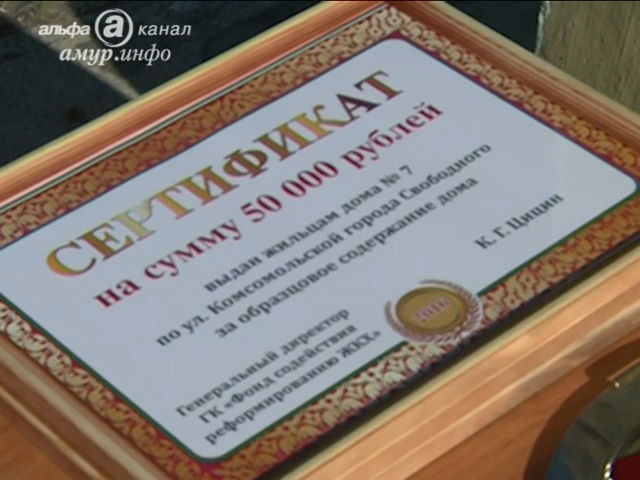 альфа а канал
амур.инфо
СЕРТИФИКАТ
на сумму 50 000 рублей
выдан жильцам дома № 7
по ул. Комсомольской города Свободного
за образцовое содержание дома
Генеральный директор
ГК «Фонд содействия
реформированию ЖКХ»
К. Г. Цицин
2016